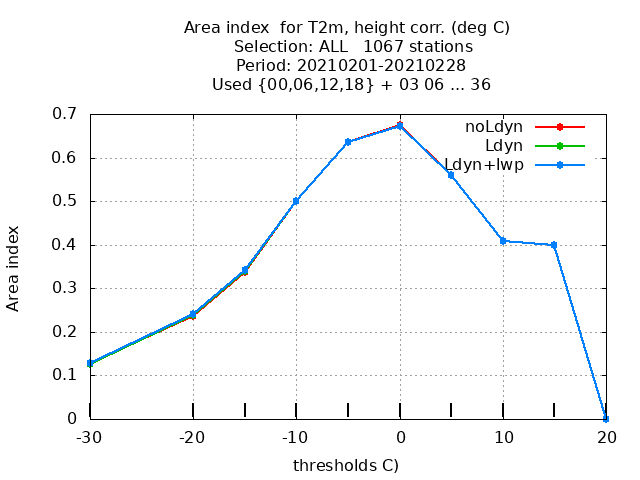 Area index  for T2m, height corr. (deg C)
Selection: ALL   1067 stations
Period: 20210201-20210228
Used {00,06,12,18} + 03 06 ... 36
0.7
0.6
0.5
0.4
0.3
0.2
0.1
0
Area index
noLdyn
Ldyn
Ldyn+lwp
-30 -20 -10 0 10 20
thresholds C)